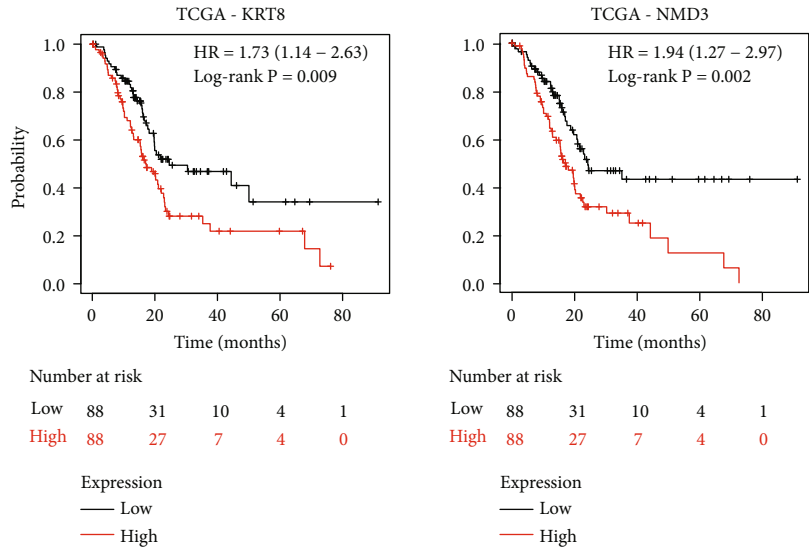 TCGA - KRT8
HR = 1.73 (1.14 – 2.63)
Log-rank P = 0.009
1.0
0.8
0.6
0.4
0.2
0.0
Probability
0 20 40 60 80
Time (months)
Number at risk
Low 88 31 10 4 1
High 88 27 7 4 0
Expression
Low
High
TCGA - NMD3
HR = 1.94 (1.27 – 2.97)
Log-rank P = 0.002
1.0
0.8
0.6
0.4
0.2
0.0
0 20 40 60 80
Time (months)
Number at risk
Low 88 31 10 4 1
High 88 27 7 4 0
Expression
Low
High